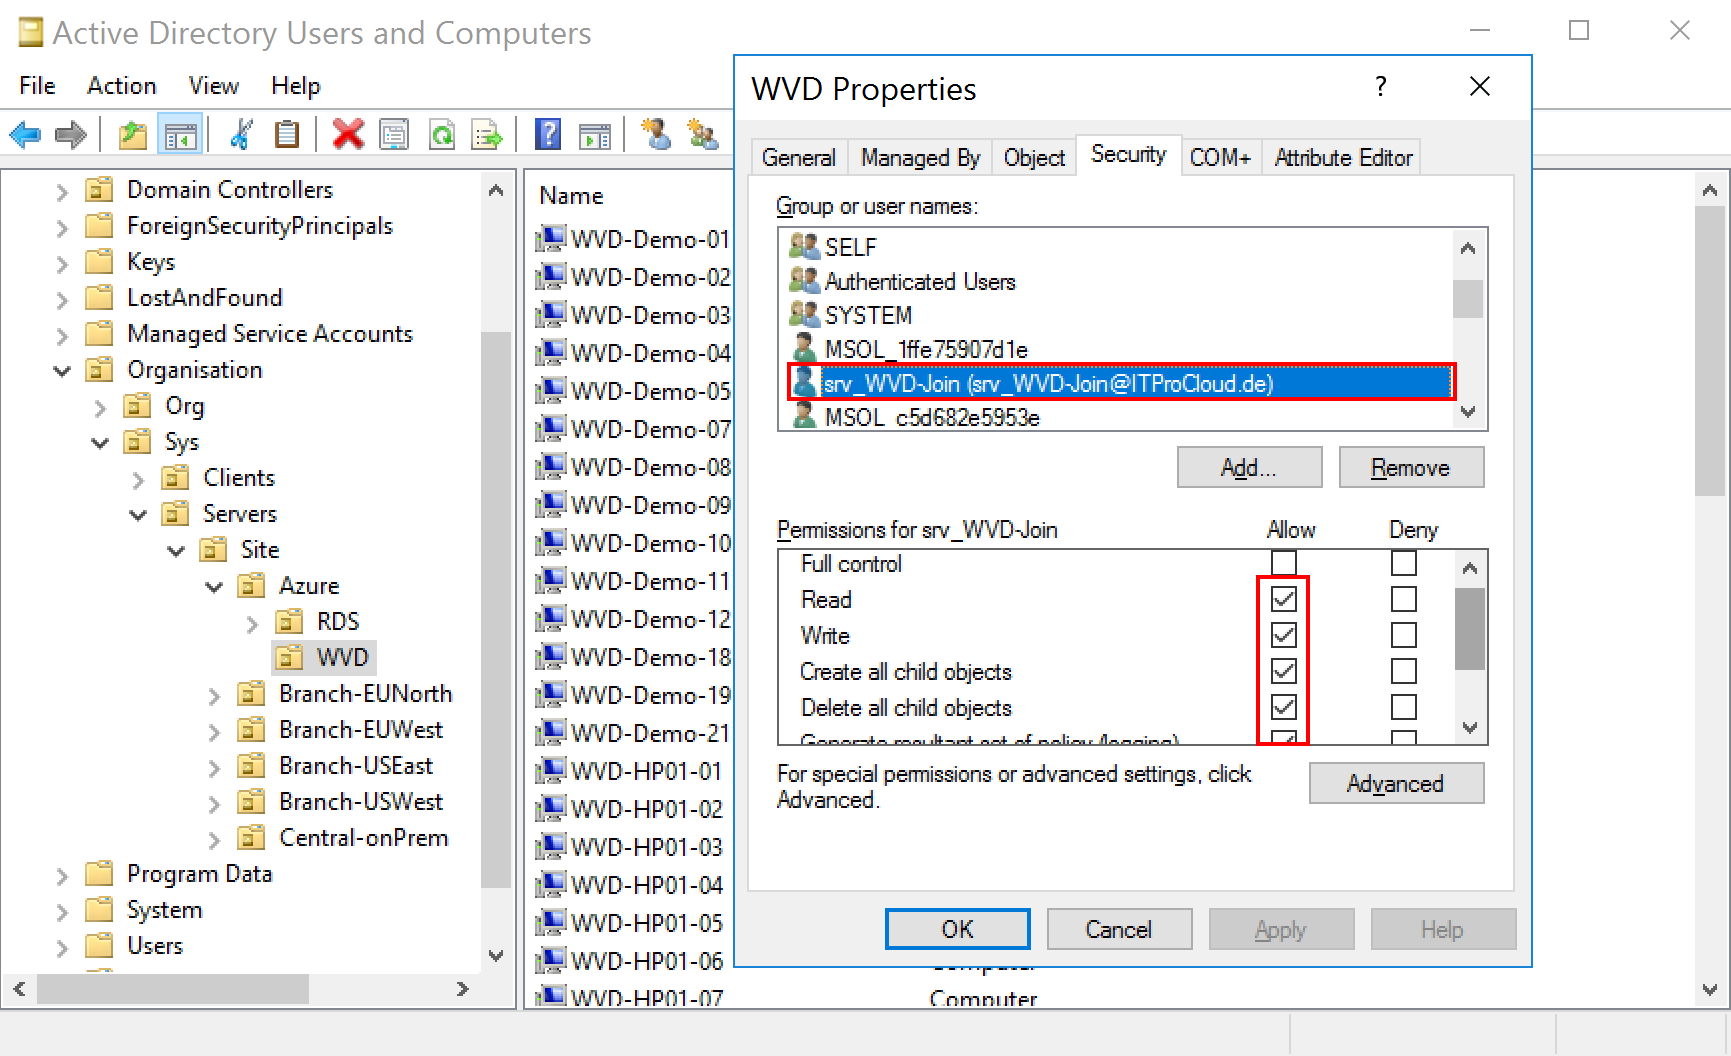 Active Directory Users and Computers
File Action View Help
Domain Controllers
ForeignSecurityPrincipals
Keys
LostAndFound
Managed Service Accounts
Organisation
Org
Sys
Clients
Servers
Site
Azure
RDS
WVD
Branch-EUNorth
Branch-EUWest
Branch-USEast
Branch-USWest
Central-onPrem
Program Data
System
Users
Name
WVD-Demo-01
WVD-Demo-02
WVD-Demo-03
WVD-Demo-04
WVD-Demo-05
WVD-Demo-07
WVD-Demo-08
WVD-Demo-09
WVD-Demo-10
WVD-Demo-11
WVD-Demo-12
WVD-Demo-18
WVD-Demo-19
WVD-Demo-21
WVD-HP01-01
WVD-HP01-02
WVD-HP01-03
WVD-HP01-04
WVD-HP01-05
WVD-HP01-06 Computer
WVD-HP01-07 Computer
WVD Properties ?
General Managed By Object Security COM+ Attribute Editor
Group or user names:
SELF
Authenticated Users
SYSTEM
MSOL_1ffe75907d1e
srv_WVD-Join (srv_WVD-Join@ITProCloud.de)
MSOL_c5d682e5953e
Add... Remove
Permissions for srv_WVD-Join Allow Deny
Full control
Read
Write
Create all child objects
Delete all child objects
Generate resultant set of policy (logging)
For special permissions or advanced settings, click
Advanced.
Advanced
OK Cancel Apply Help